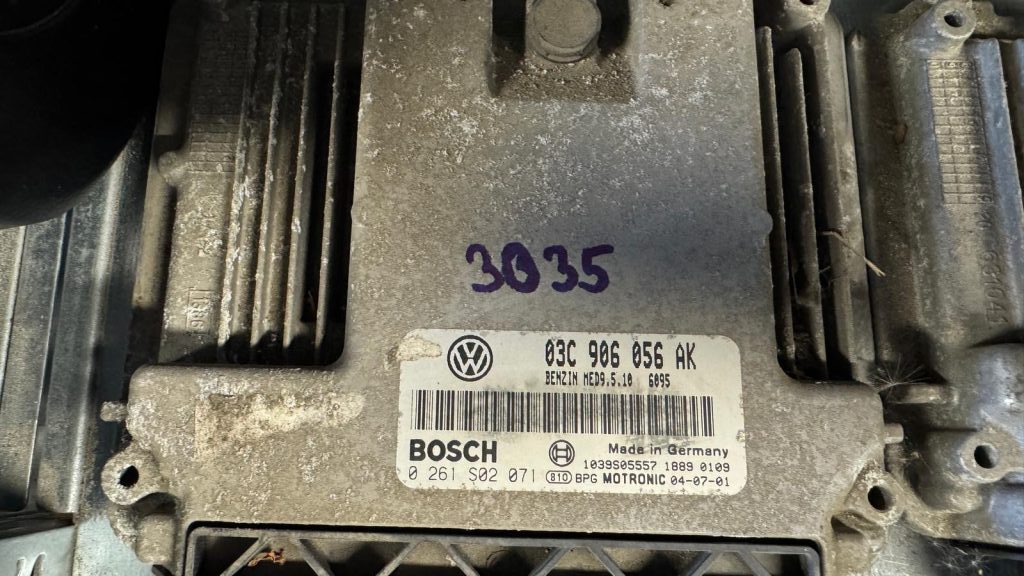 3035
03C 906 056 AK
BENZIN MED9.5.10 6095
BOSCH
Made in Germany
1039S05557 1889 0109
0 261 S02 071 810 BPG MOTRONIC 04-07-01